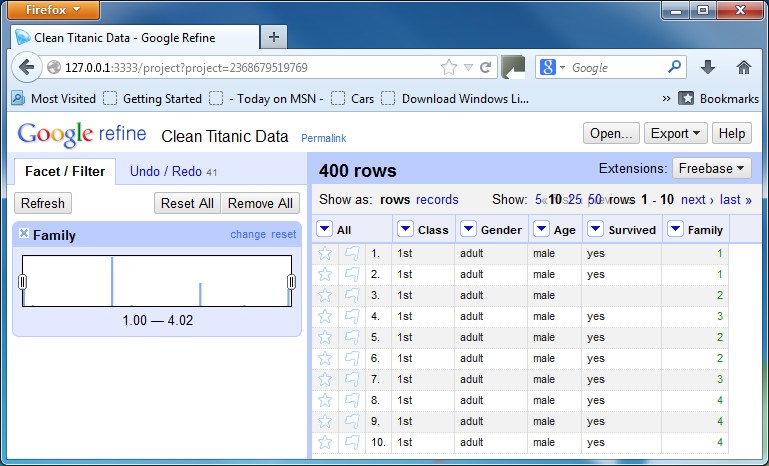 Firefox
Clean Titanic Data - Google Refine
127.0.0.1:3333/project?project=2368679519769
Google
Most Visited Getting Started - Today on MSN - Cars Download Windows Li... » Bookmarks
Google refine Clean Titanic Data Permalink
Open... Export Help
Facet / Filter Undo / Redo 41
Refresh Reset All Remove All
Family change reset
1.00 — 4.02
400 rows Extensions: Freebase
Show as: rows records Show: 5 10 25 50 rows 1 - 10 next › last »
All Class Gender Age Survived Family
1. 1st adult male yes 1
2. 1st adult male yes 1
3. 1st adult male 2
4. 1st adult male yes 3
5. 1st adult male yes 2
6. 1st adult male yes 2
7. 1st adult male yes 3
8. 1st adult male yes 4
9. 1st adult male yes 4
10. 1st adult male yes 4